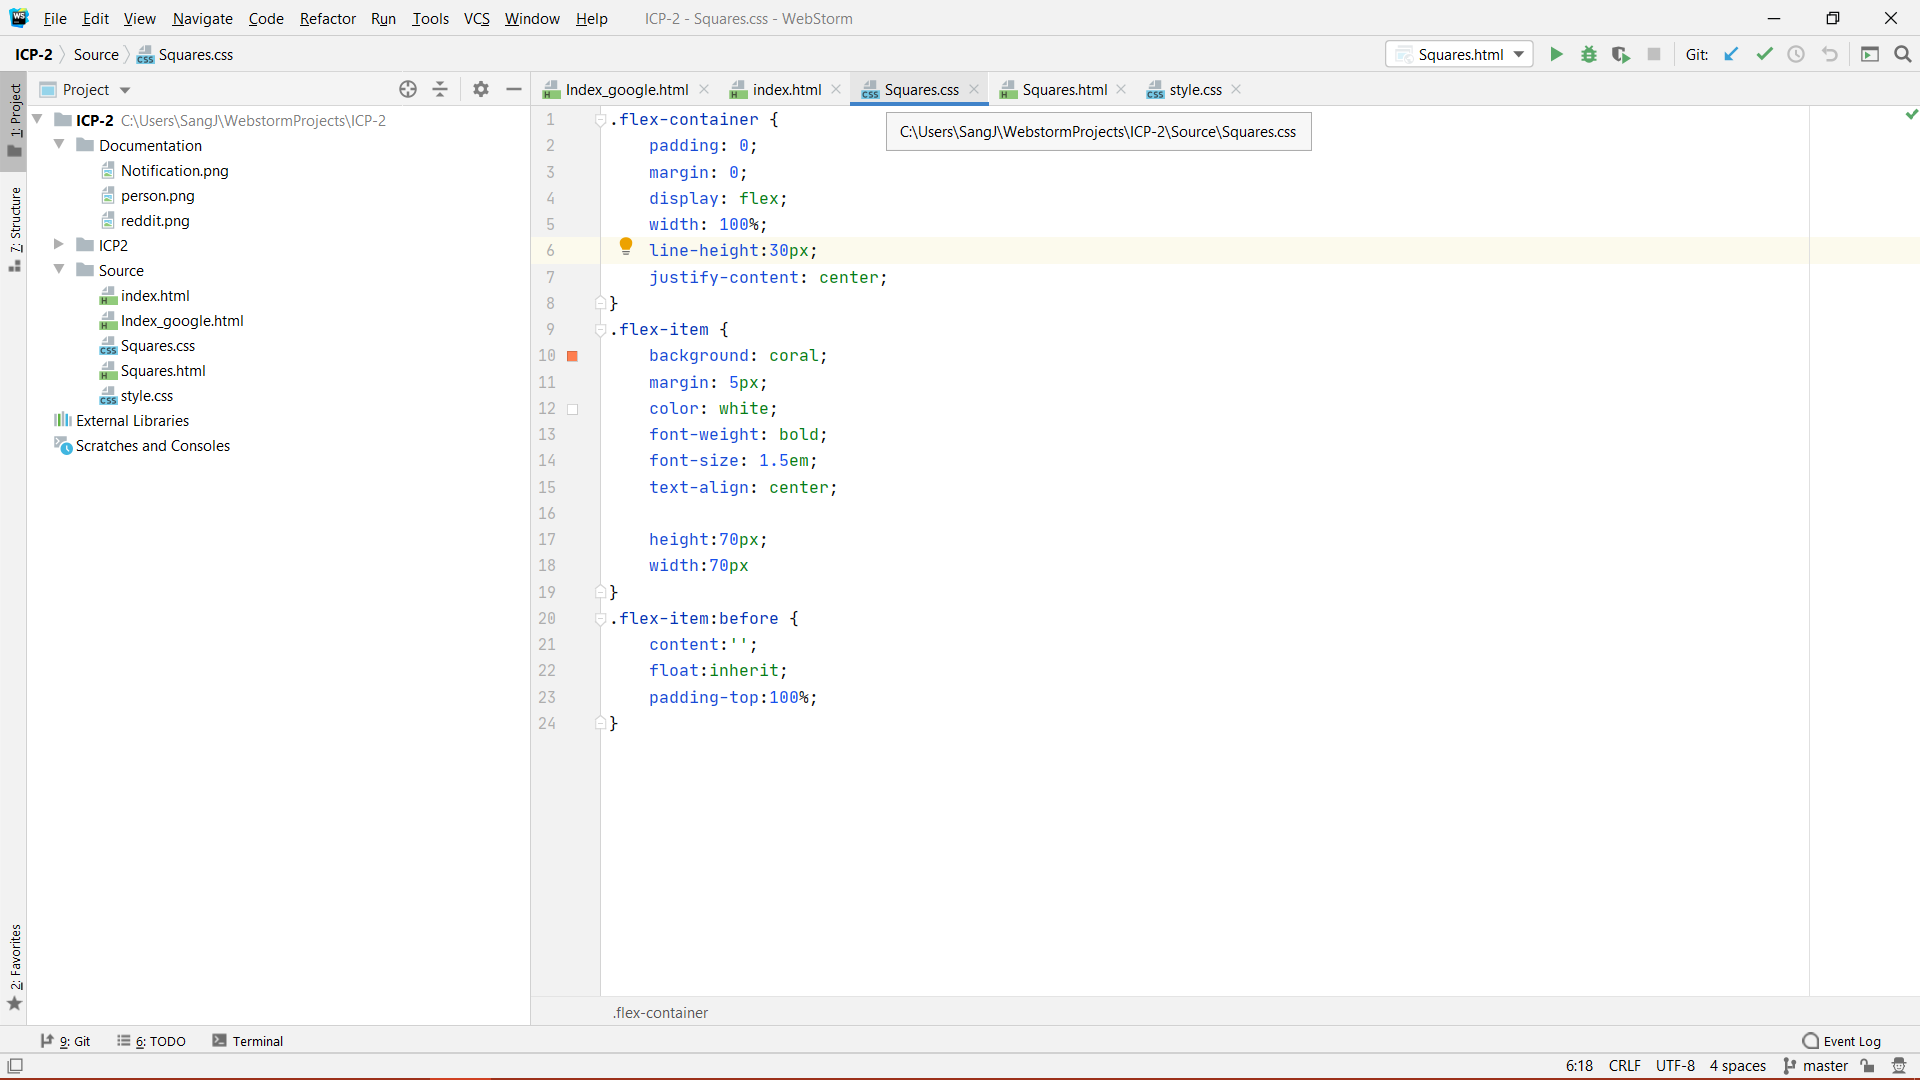 File Edit View Navigate Code Refactor Run Tools VCS Window Help ICP-2 - Squares.css - WebStorm
ICP-2 Source Squares.css Squares.html Git:
Project
Index_google.html index.html Squares.css Squares.html style.css
C:\Users\SangJ\WebstormProjects\ICP-2\Source\Squares.css
1: Project
7: Structure
2: Favorites
ICP-2 C:\Users\SangJ\WebstormProjects\ICP-2
Documentation
Notification.png
person.png
reddit.png
ICP2
Source
index.html
Index_google.html
Squares.css
Squares.html
style.css
External Libraries
Scratches and Consoles
1 .flex-container {
2 padding: 0;
3 margin: 0;
4 display: flex;
5 width: 100%;
6 line-height:30px;
7 justify-content: center;
8 }
9 .flex-item {
10 background: coral;
11 margin: 5px;
12 color: white;
13 font-weight: bold;
14 font-size: 1.5em;
15 text-align: center;
16
17 height:70px;
18 width:70px
19 }
20 .flex-item:before {
21 content:'';
22 float:inherit;
23 padding-top:100%;
24 }
.flex-container
9: Git 6: TODO Terminal Event Log
6:18 CRLF UTF-8 4 spaces master